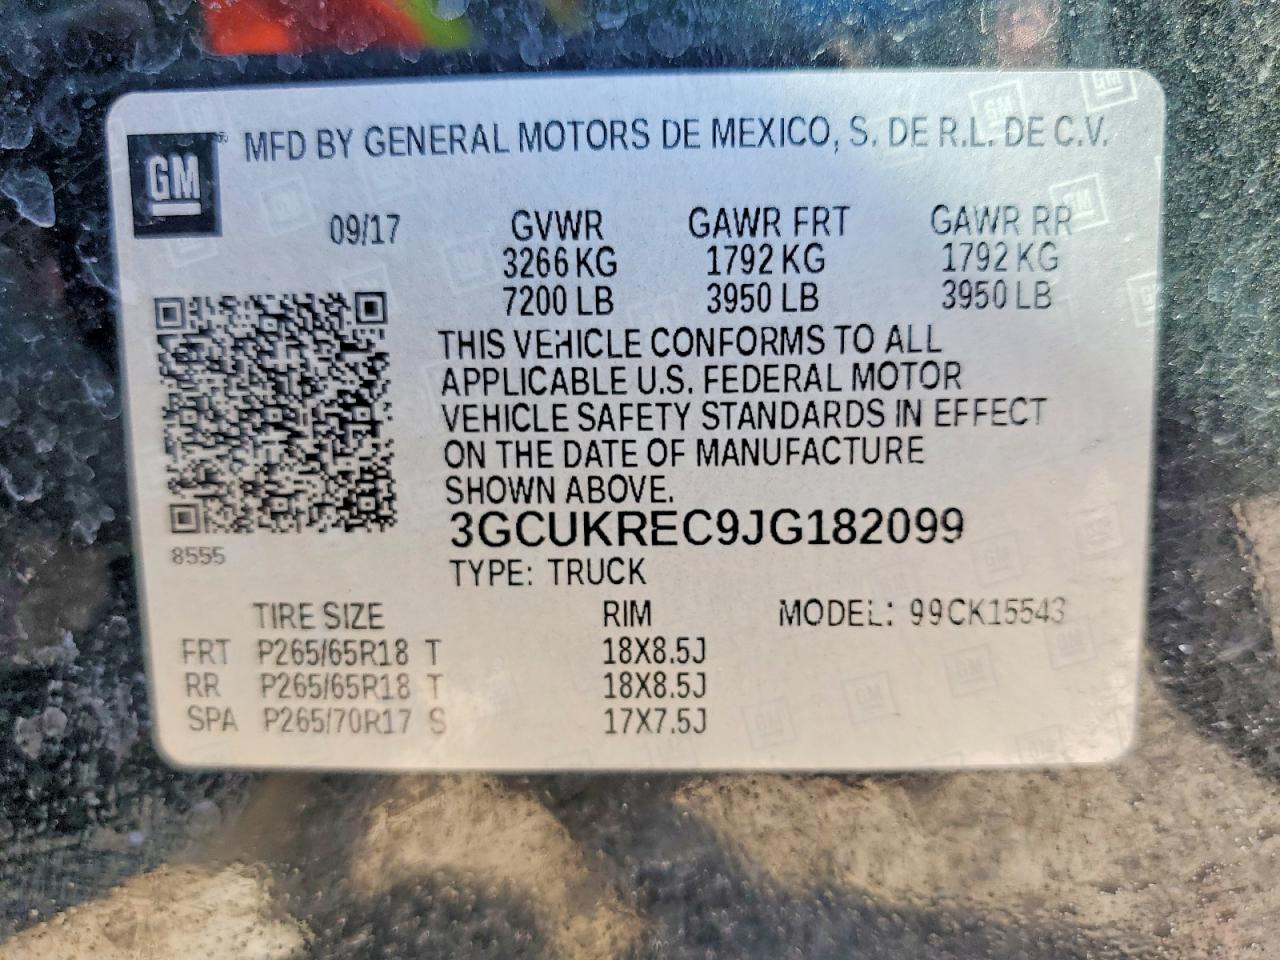 GM® MFD BY GENERAL MOTORS DE MEXICO, S. DE R.L. DE C.V.
09/17 GVWR GAWR FRT GAWR RR
3266 KG 1792 KG 1792 KG
7200 LB 3950 LB 3950 LB
THIS VEHICLE CONFORMS TO ALL
APPLICABLE U.S. FEDERAL MOTOR
VEHICLE SAFETY STANDARDS IN EFFECT
ON THE DATE OF MANUFACTURE
SHOWN ABOVE.
3GCUKREC9JG182099
8555
TYPE: TRUCK
TIRE SIZE RIM MODEL: 99CK15543
FRT P265/65R18 T 18X8.5J
RR P265/65R18 T 18X8.5J
SPA P265/70R17 S 17X7.5J